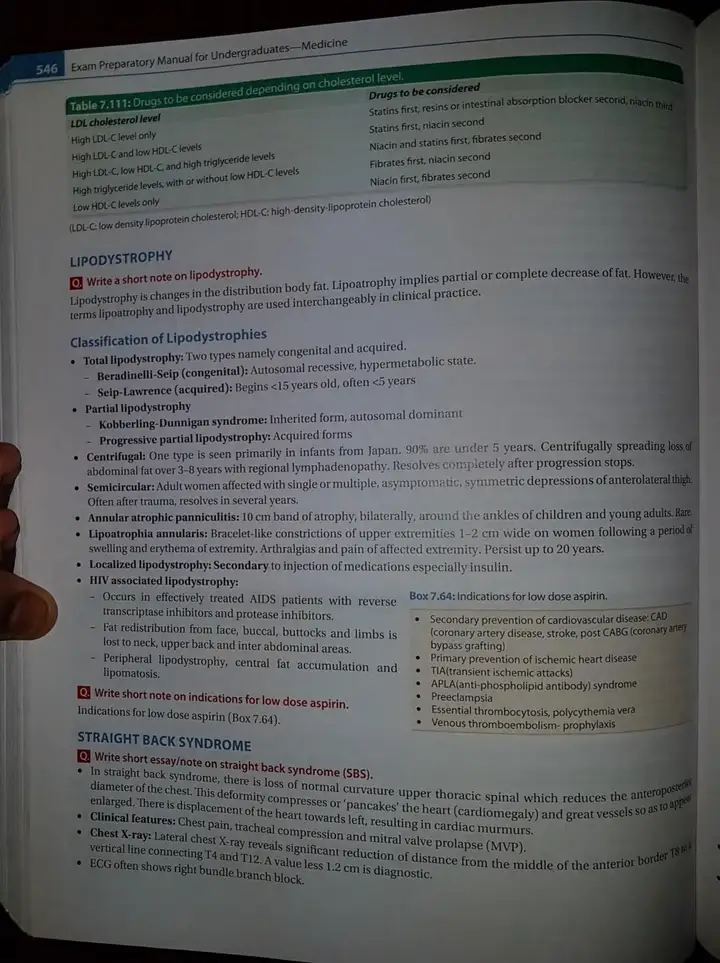 546 Exam Preparatory Manual for Undergraduates—Medicine
Table 7.111: Drugs to be considered depending on cholesterol level.
LDL cholesterol level Drugs to be considered
High LDL-C level only Statins first, resins or intestinal absorption blocker second, niacin third
High LDL-C and low HDL-C levels Statins first, niacin second
High LDL-C, low HDL-C, and high triglyceride levels Niacin and statins first, fibrates second
High triglyceride levels, with or without low HDL-C levels Fibrates first, niacin second
Low HDL-C levels only Niacin first, fibrates second
(LDL-C: low density lipoprotein cholesterol; HDL-C: high-density-lipoprotein cholesterol)
LIPODYSTROPHY
Q. Write a short note on lipodystrophy.
Lipodystrophy is changes in the distribution body fat. Lipoatrophy implies partial or complete decrease of fat. However, the
terms lipoatrophy and lipodystrophy are used interchangeably in clinical practice.
Classification of Lipodystrophies
• Total lipodystrophy: Two types namely congenital and acquired.
– Beradinelli-Seip (congenital): Autosomal recessive, hypermetabolic state.
– Seip-Lawrence (acquired): Begins <15 years old, often <5 years
• Partial lipodystrophy
– Kobberling-Dunnigan syndrome: Inherited form, autosomal dominant
– Progressive partial lipodystrophy: Acquired forms
• Centrifugal: One type is seen primarily in infants from Japan. 90% are under 5 years. Centrifugally spreading loss of
abdominal fat over 3–8 years with regional lymphadenopathy. Resolves completely after progression stops.
• Semicircular: Adult women affected with single or multiple, asymptomatic, symmetric depressions of anterolateral thigh.
Often after trauma, resolves in several years.
• Annular atrophic panniculitis: 10 cm band of atrophy, bilaterally, around the ankles of children and young adults. Rare
• Lipoatrophia annularis: Bracelet-like constrictions of upper extremities 1–2 cm wide on women following a period of
swelling and erythema of extremity. Arthralgias and pain of affected extremity. Persist up to 20 years.
• Localized lipodystrophy: Secondary to injection of medications especially insulin.
• HIV associated lipodystrophy:
– Occurs in effectively treated AIDS patients with reverse
transcriptase inhibitors and protease inhibitors.
– Fat redistribution from face, buccal, buttocks and limbs is
lost to neck, upper back and inter abdominal areas.
– Peripheral lipodystrophy, central fat accumulation and
lipomatosis.
Q. Write short note on indications for low dose aspirin.
Indications for low dose aspirin (Box 7.64).
Box 7.64: Indications for low dose aspirin.
• Secondary prevention of cardiovascular disease: CAD
(coronary artery disease, stroke, post CABG (coronary artery
bypass grafting)
• Primary prevention of ischemic heart disease
• TIA(transient ischemic attacks)
• APLA(anti-phospholipid antibody) syndrome
• Preeclampsia
• Essential thrombocytosis, polycythemia vera
• Venous thromboembolism- prophylaxis
STRAIGHT BACK SYNDROME
Q. Write short essay/note on straight back syndrome (SBS).
• In straight back syndrome, there is loss of normal curvature upper thoracic spinal which reduces the anteroposterior
diameter of the chest. This deformity compresses or 'pancakes' the heart (cardiomegaly) and great vessels so as to appear
enlarged. There is displacement of the heart towards left, resulting in cardiac murmurs.
• Clinical features: Chest pain, tracheal compression and mitral valve prolapse (MVP).
• Chest X-ray: Lateral chest X-ray reveals significant reduction of distance from the middle of the anterior border T8 to a
vertical line connecting T4 and T12. A value less 1.2 cm is diagnostic.
• ECG often shows right bundle branch block.